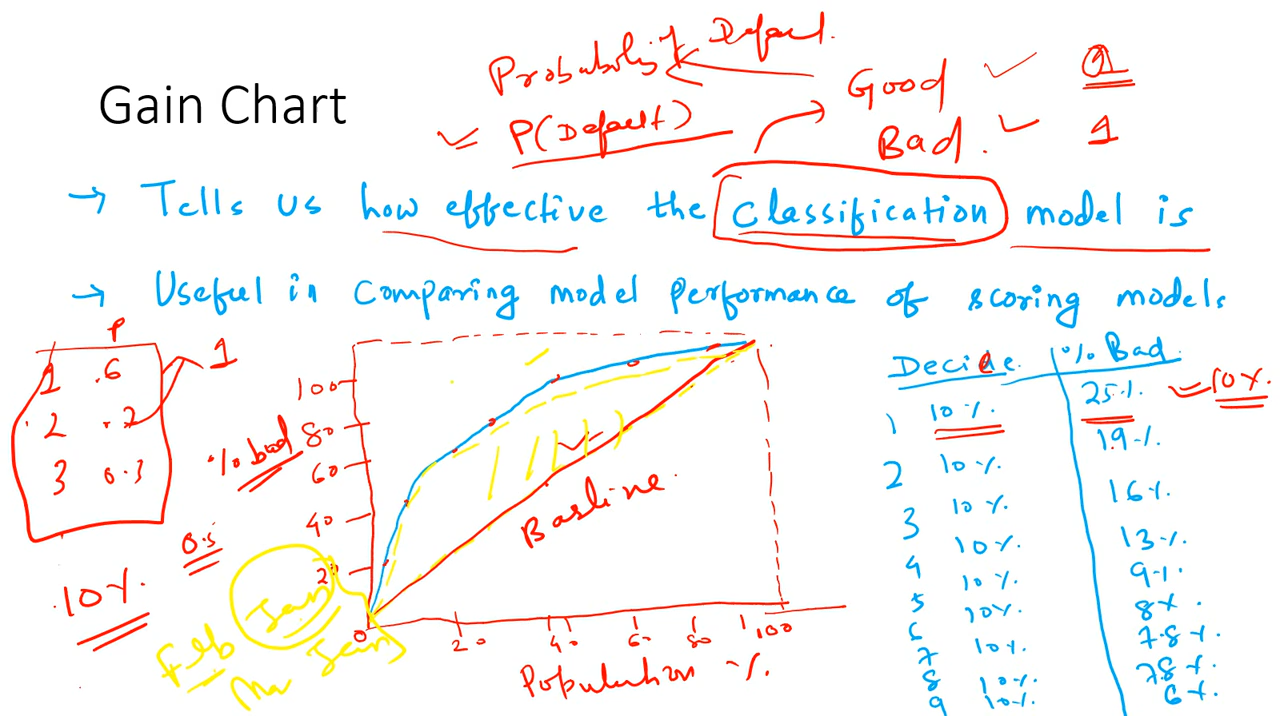 Gain Chart
Probability Default.
P(Default)
Good 0
Bad. 1
→ Tells us how effective the Classification model is
→ Useful in comparing model performance of scoring models
P
1 .6
2 .2
3 0.3
1
10%.
0.5
% bad
100
80
60
40
20
0
20
40
60
80
100
Population %.
Basline
Jan
Feb
Mar
Jan
Decide % Bad
1 10%. 25%. 10%.
2 10%. 19%.
3 10%. 16%.
4 10%. 13%.
5 10%. 9%.
6 10%. 8%.
7 10%. 7.8%.
8 10%. 7.8%.
9 10%. 6%.